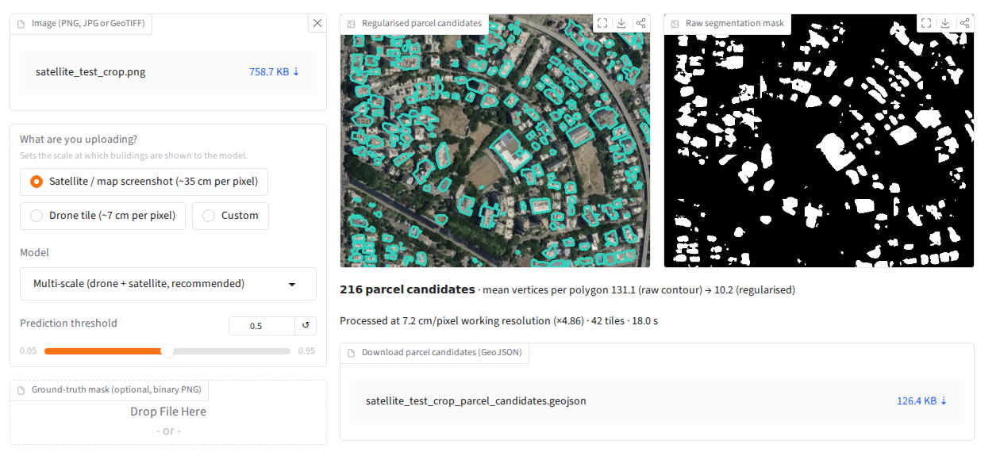 Image (PNG, JPG or GeoTIFF)
satellite_test_crop.png 758.7 KB ↓
What are you uploading?
Sets the scale at which buildings are shown to the model.
Satellite / map screenshot (~35 cm per pixel)
Drone tile (~7 cm per pixel) Custom
Model
Multi-scale (drone + satellite, recommended)
Prediction threshold 0.5 ↺
0.05 0.95
Ground-truth mask (optional, binary PNG)
Drop File Here
- or -
Regularised parcel candidates
Raw segmentation mask
216 parcel candidates · mean vertices per polygon 131.1 (raw contour) → 10.2 (regularised)
Processed at 7.2 cm/pixel working resolution (×4.86) · 42 tiles · 18.0 s
Download parcel candidates (GeoJSON)
satellite_test_crop_parcel_candidates.geojson 126.4 KB ↓